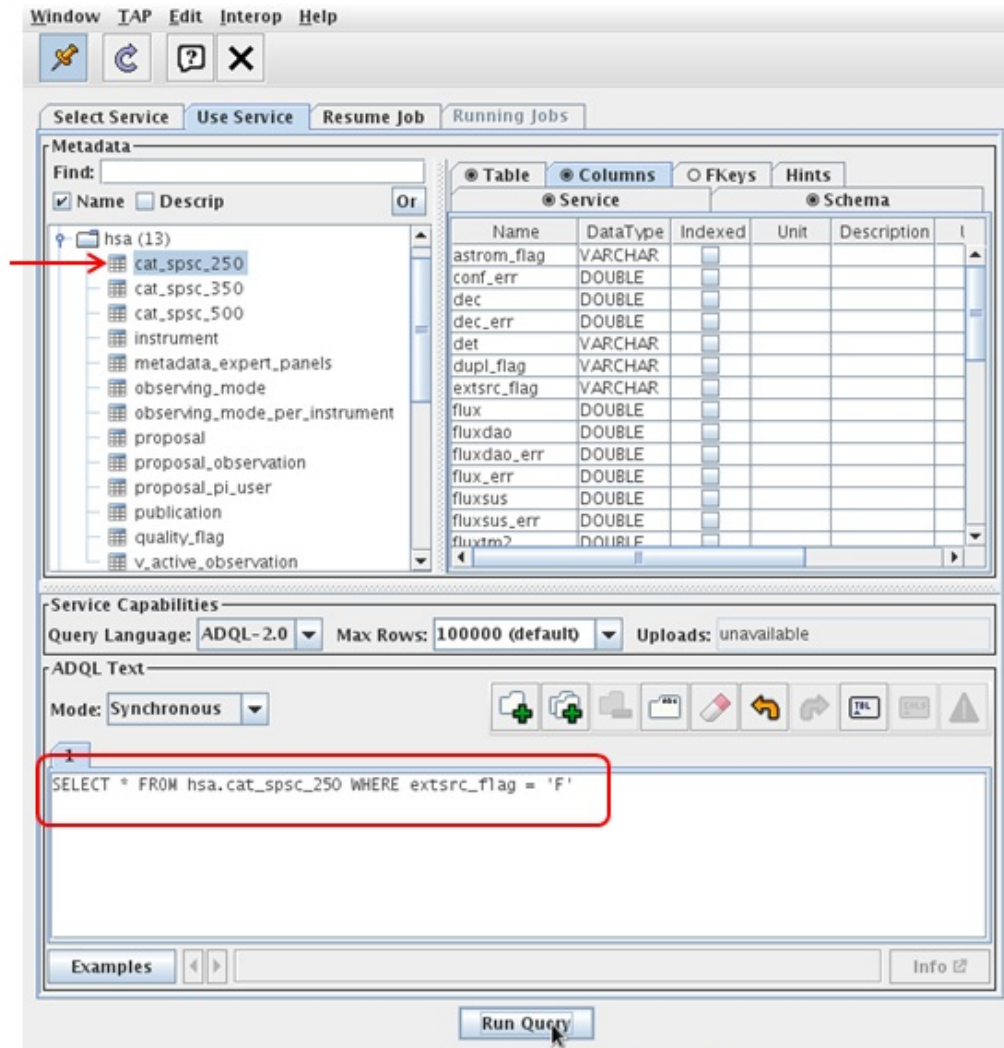 Window TAP Edit Interop Help
Select Service Use Service Resume Job Running Jobs
Metadata
Find:
Name Descrip Or
hsa (13)
cat_spsc_250
cat_spsc_350
cat_spsc_500
instrument
metadata_expert_panels
observing_mode
observing_mode_per_instrument
proposal
proposal_observation
proposal_pi_user
publication
quality_flag
v_active_observation
Table Columns FKeys Hints
Service Schema
Name DataType Indexed Unit Description
astrom_flag VARCHAR
conf_err DOUBLE
dec DOUBLE
dec_err DOUBLE
det VARCHAR
dupl_flag VARCHAR
extsrc_flag VARCHAR
flux DOUBLE
fluxdao DOUBLE
fluxdao_err DOUBLE
flux_err DOUBLE
fluxsus DOUBLE
fluxsus_err DOUBLE
fluxtm2 DOUBLE
Service Capabilities
Query Language: ADQL-2.0 Max Rows: 100000 (default) Uploads: unavailable
ADQL Text
Mode: Synchronous
TBL
1
SELECT * FROM hsa.cat_spsc_250 WHERE extsrc_flag = 'F'
Examples Info
Run Query